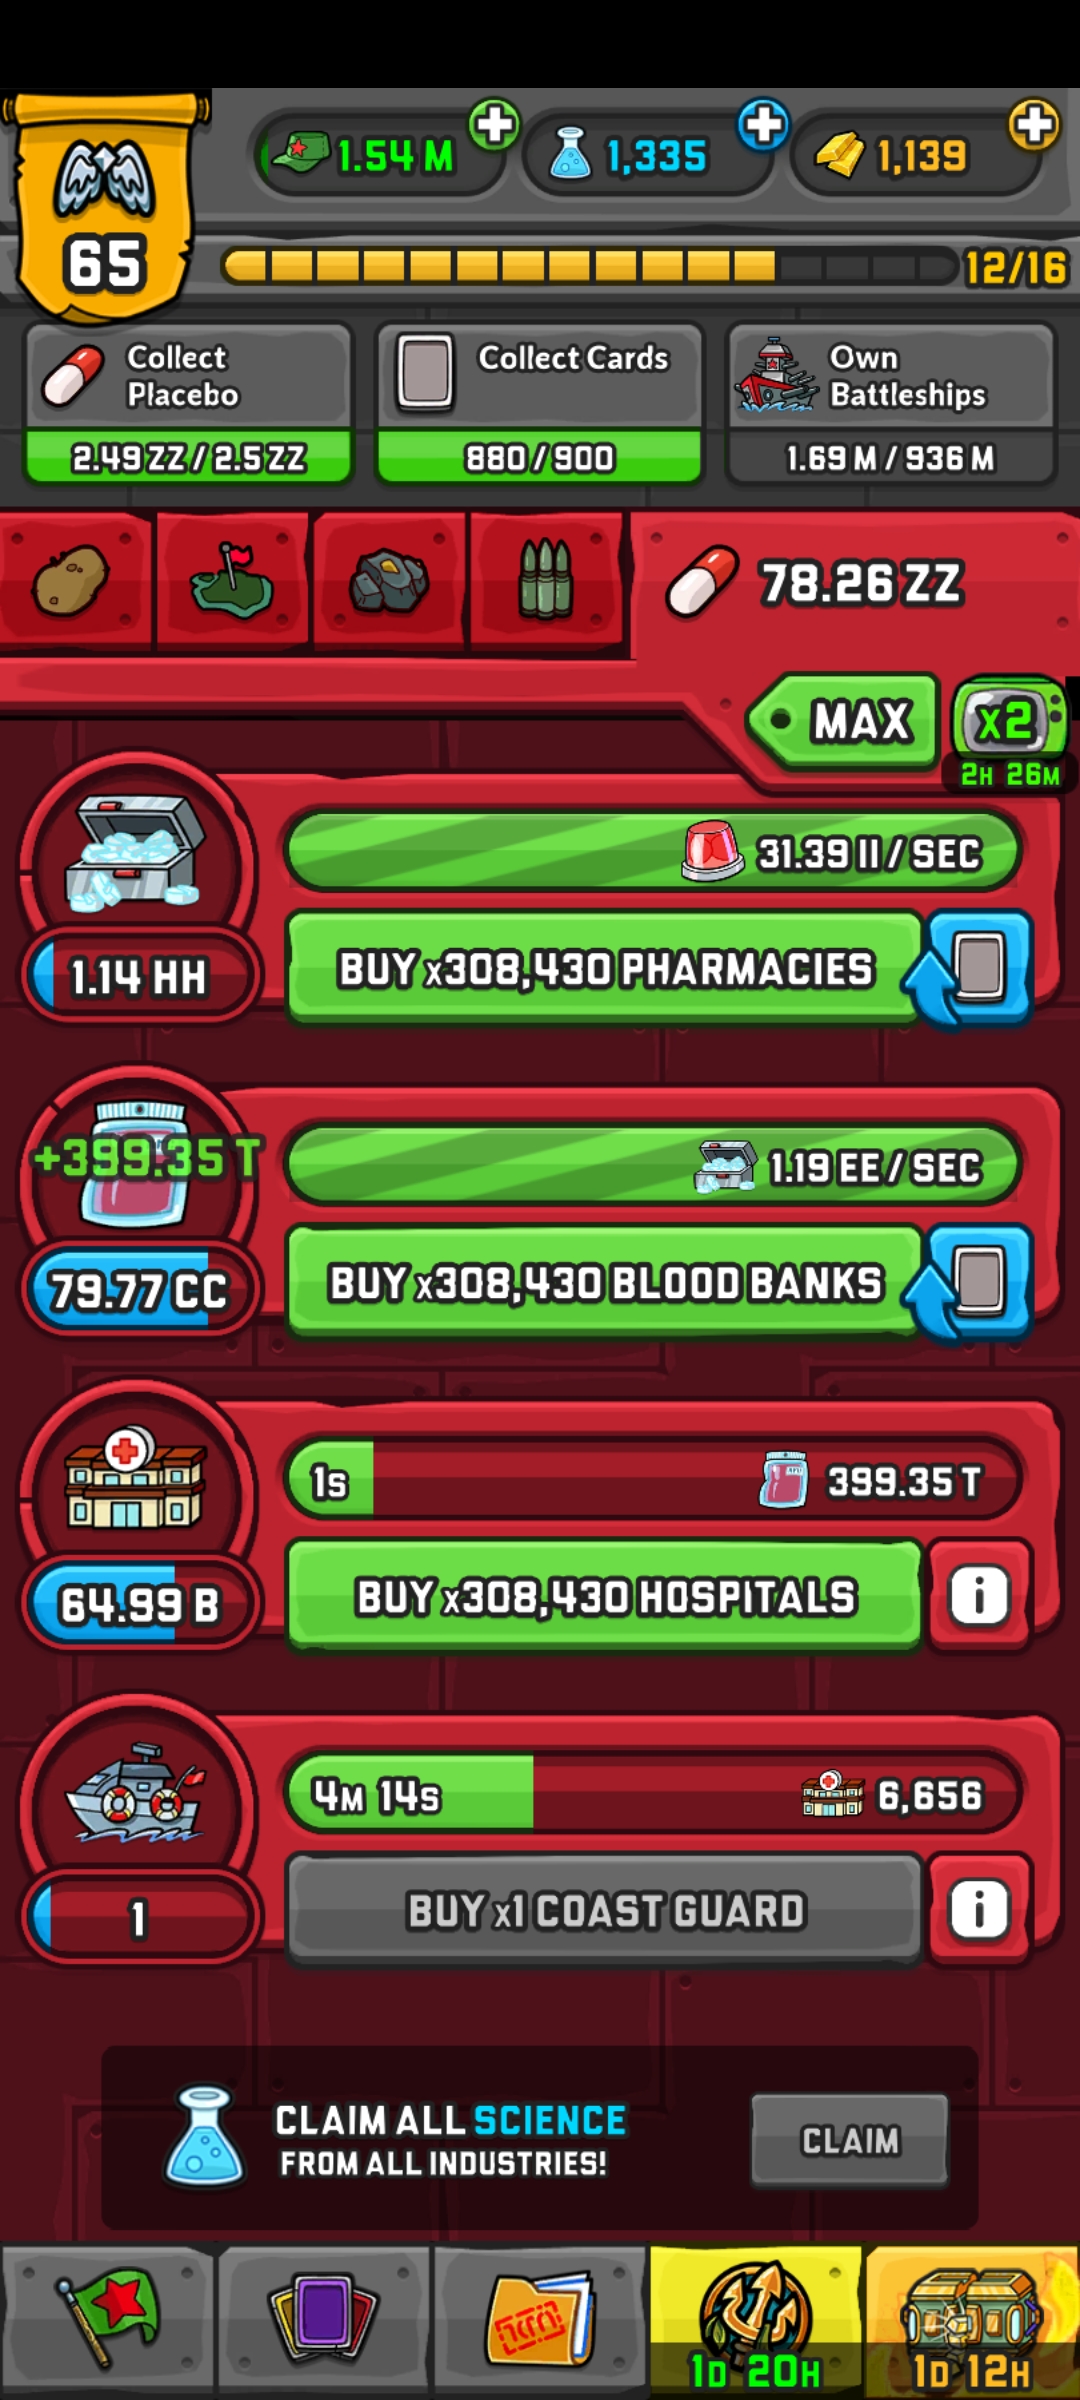 65
1.54 M
1,335
1,139
12/16
Collect
Placebo
2.49 ZZ / 2.5 ZZ
Collect Cards
880 / 900
Own
Battleships
1.69 M / 936 M
78.26 ZZ
MAX
x2
2H 26M
31.39 II / SEC
1.14 HH
BUY x308,430 PHARMACIES
+399.35 T
1.19 EE / SEC
79.77 CC
BUY x308,430 BLOOD BANKS
1S
399.35 T
64.99 B
BUY x308,430 HOSPITALS
4M 14S
6,656
1
BUY x1 COAST GUARD
CLAIM ALL SCIENCE
FROM ALL INDUSTRIES!
CLAIM
1D 20H
1D 12H